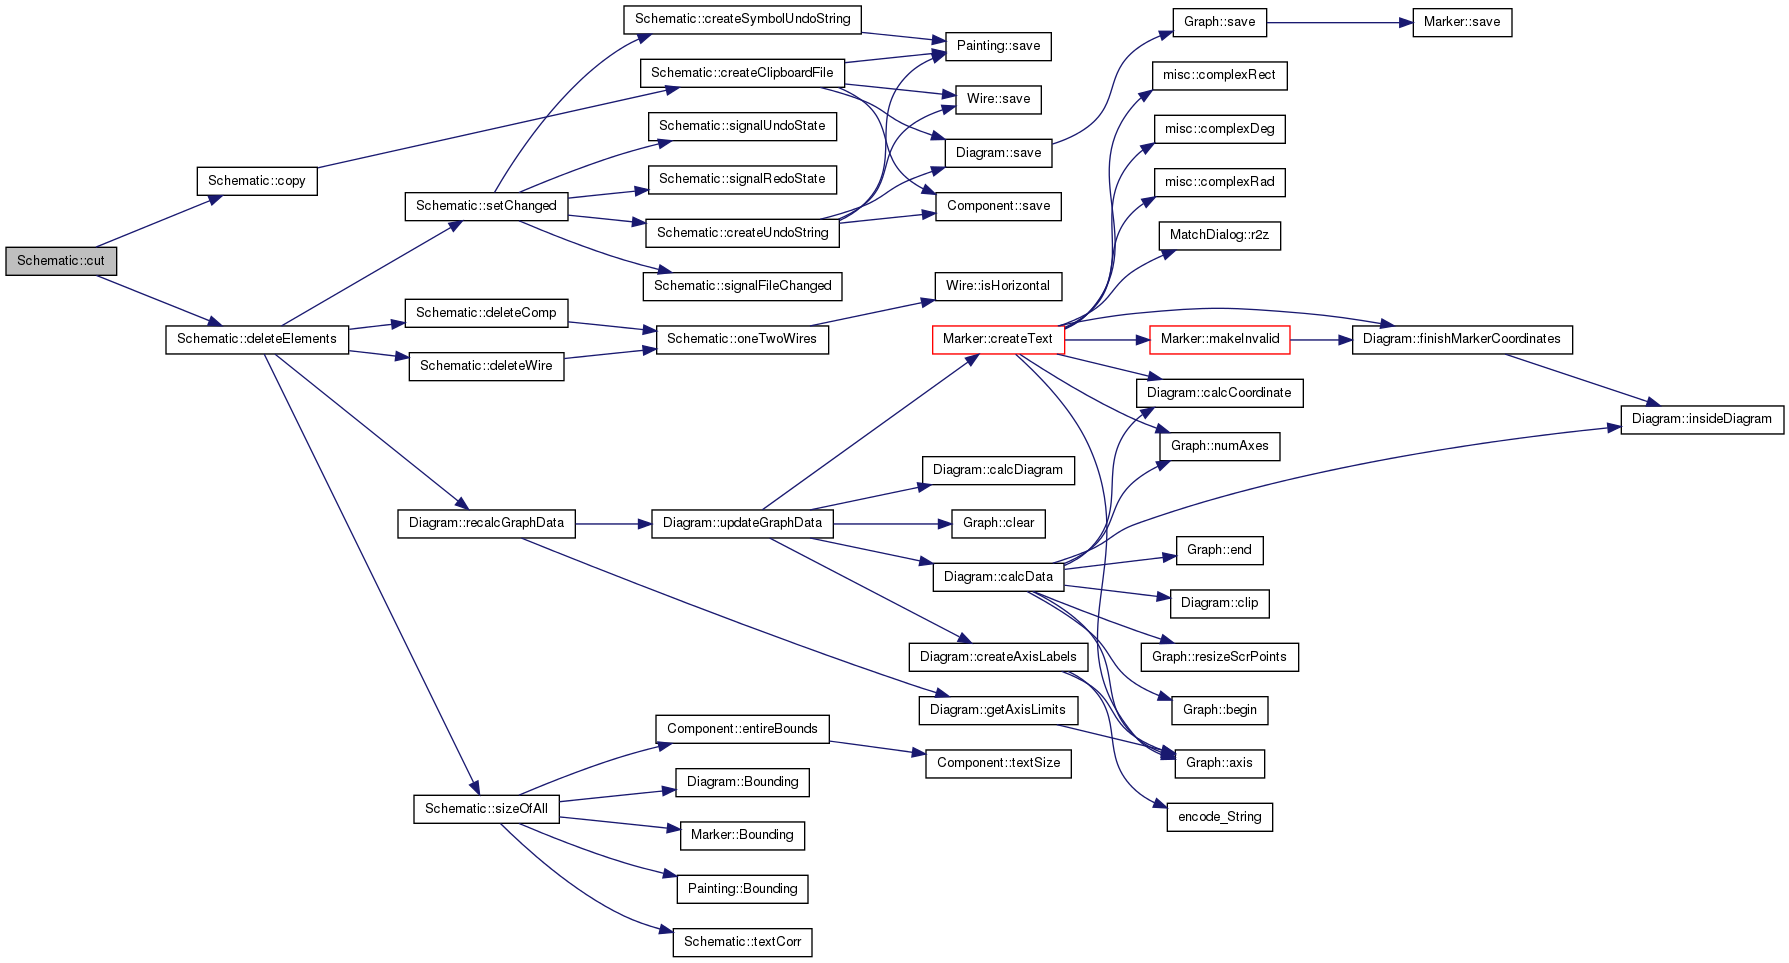 Schematic::cut
Schematic::copy
Schematic::deleteElements
Schematic::setChanged
Schematic::deleteComp
Schematic::deleteWire
Diagram::recalcGraphData
Schematic::sizeOfAll
Schematic::createSymbolUndoString
Schematic::createClipboardFile
Schematic::signalUndoState
Schematic::signalRedoState
Schematic::createUndoString
Schematic::signalFileChanged
Schematic::oneTwoWires
Diagram::updateGraphData
Component::entireBounds
Diagram::Bounding
Marker::Bounding
Painting::Bounding
Schematic::textCorr
Painting::save
Wire::save
Diagram::save
Component::save
Wire::isHorizontal
Marker::createText
Diagram::calcDiagram
Graph::clear
Diagram::calcData
Diagram::createAxisLabels
Diagram::getAxisLimits
Component::textSize
Graph::save
misc::complexRect
misc::complexDeg
misc::complexRad
MatchDialog::r2z
Marker::makeInvalid
Diagram::calcCoordinate
Graph::numAxes
Graph::end
Diagram::clip
Graph::resizeScrPoints
Graph::begin
Graph::axis
encode_String
Marker::save
Diagram::finishMarkerCoordinates
Diagram::insideDiagram